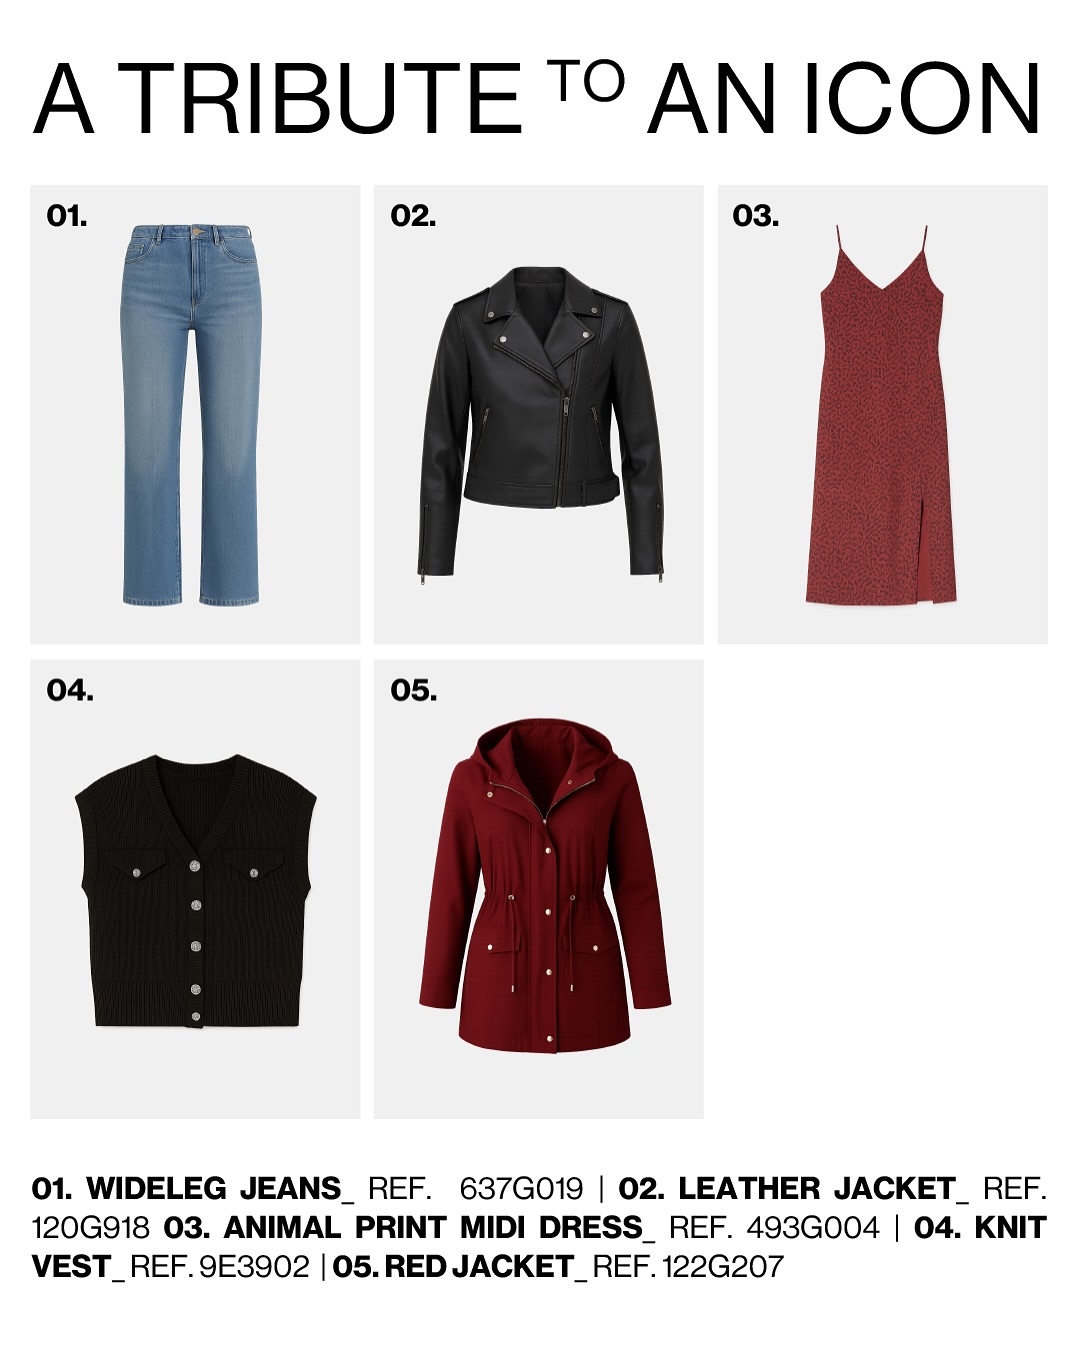 A TRIBUTE TO AN ICON
01.
02.
03.
04.
05.
01. WIDELEG JEANS_ REF. 637G019 | 02. LEATHER JACKET_ REF.
120G918 03. ANIMAL PRINT MIDI DRESS_ REF. 493G004 | 04. KNIT
VEST_ REF. 9E3902 | 05. RED JACKET_ REF. 122G207